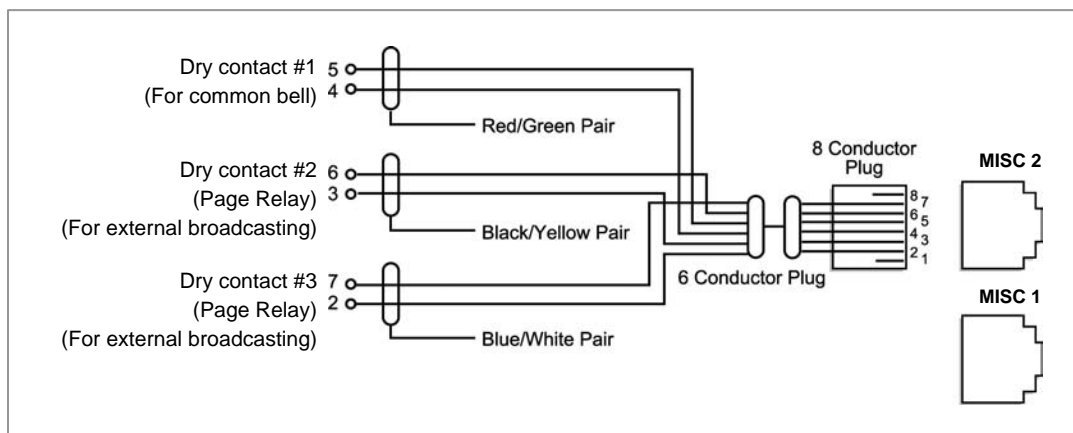 Dry contact #1 5
(For common bell) 4
Red/Green Pair
Dry contact #2 6
(Page Relay) 3
(For external broadcasting)
Black/Yellow Pair
Dry contact #3 7
(Page Relay) 2
(For external broadcasting)
Blue/White Pair
6 Conductor Plug
8 Conductor
Plug
8
7
6
5
4
3
2
1
MISC 2
MISC 1